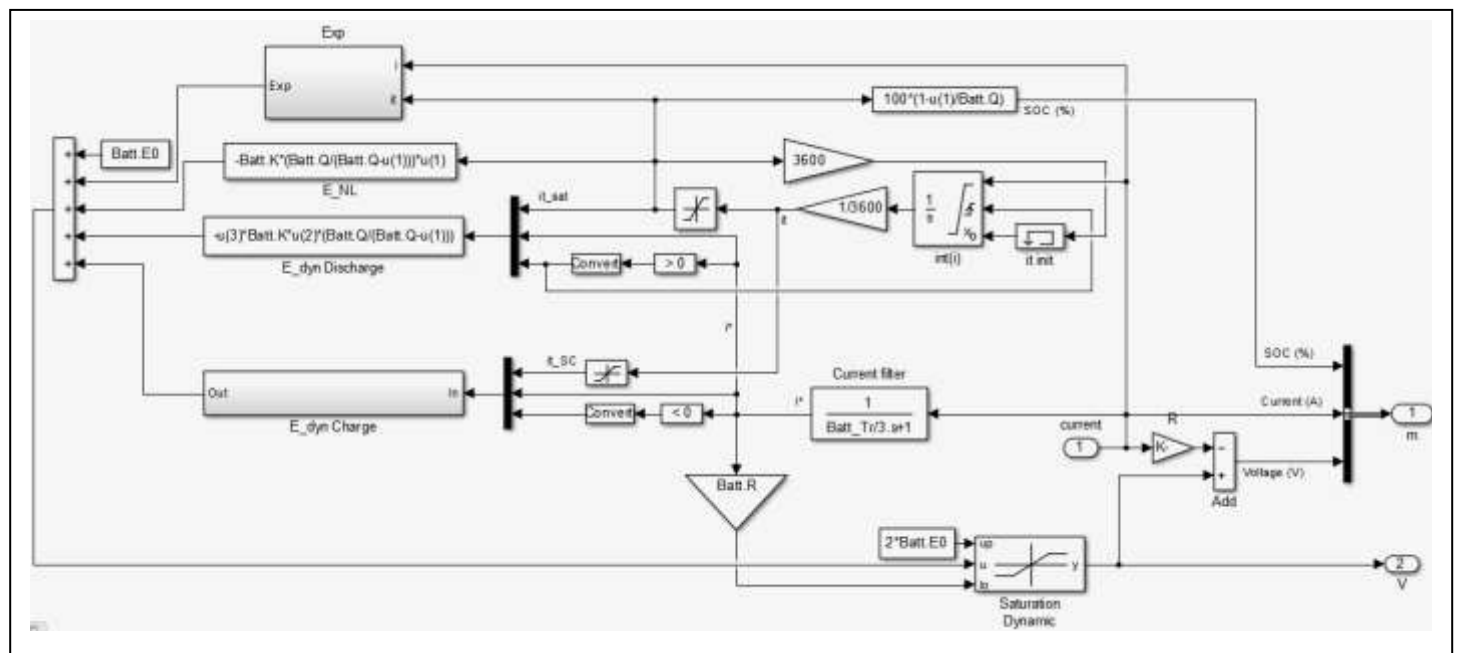 Exp
i
Exp
it
100*(1-u(1)/Batt.Q)
SOC (%)
+
Batt.E0
+
+
+
+
-Batt.K*(Batt.Q/(Batt.Q-u(1)))*u(1)
E_NL
3600
it_sat
it
1/3600
1
s
x0
int(i)
it init
-u(3)*Batt.K*u(2)*(Batt.Q/(Batt.Q-u(1)))
E_dyn Discharge
Convert
> 0
i*
it_SC
SOC (%)
Out
In
E_dyn Charge
Convert
< 0
i*
Current filter
1
Batt_Tr/3.s+1
Current (A)
1
m
current
1
R
K-
−
+
Add
Voltage (V)
Batt.R
2*Batt.E0
up
u
lo
y
Saturation
Dynamic
2
V